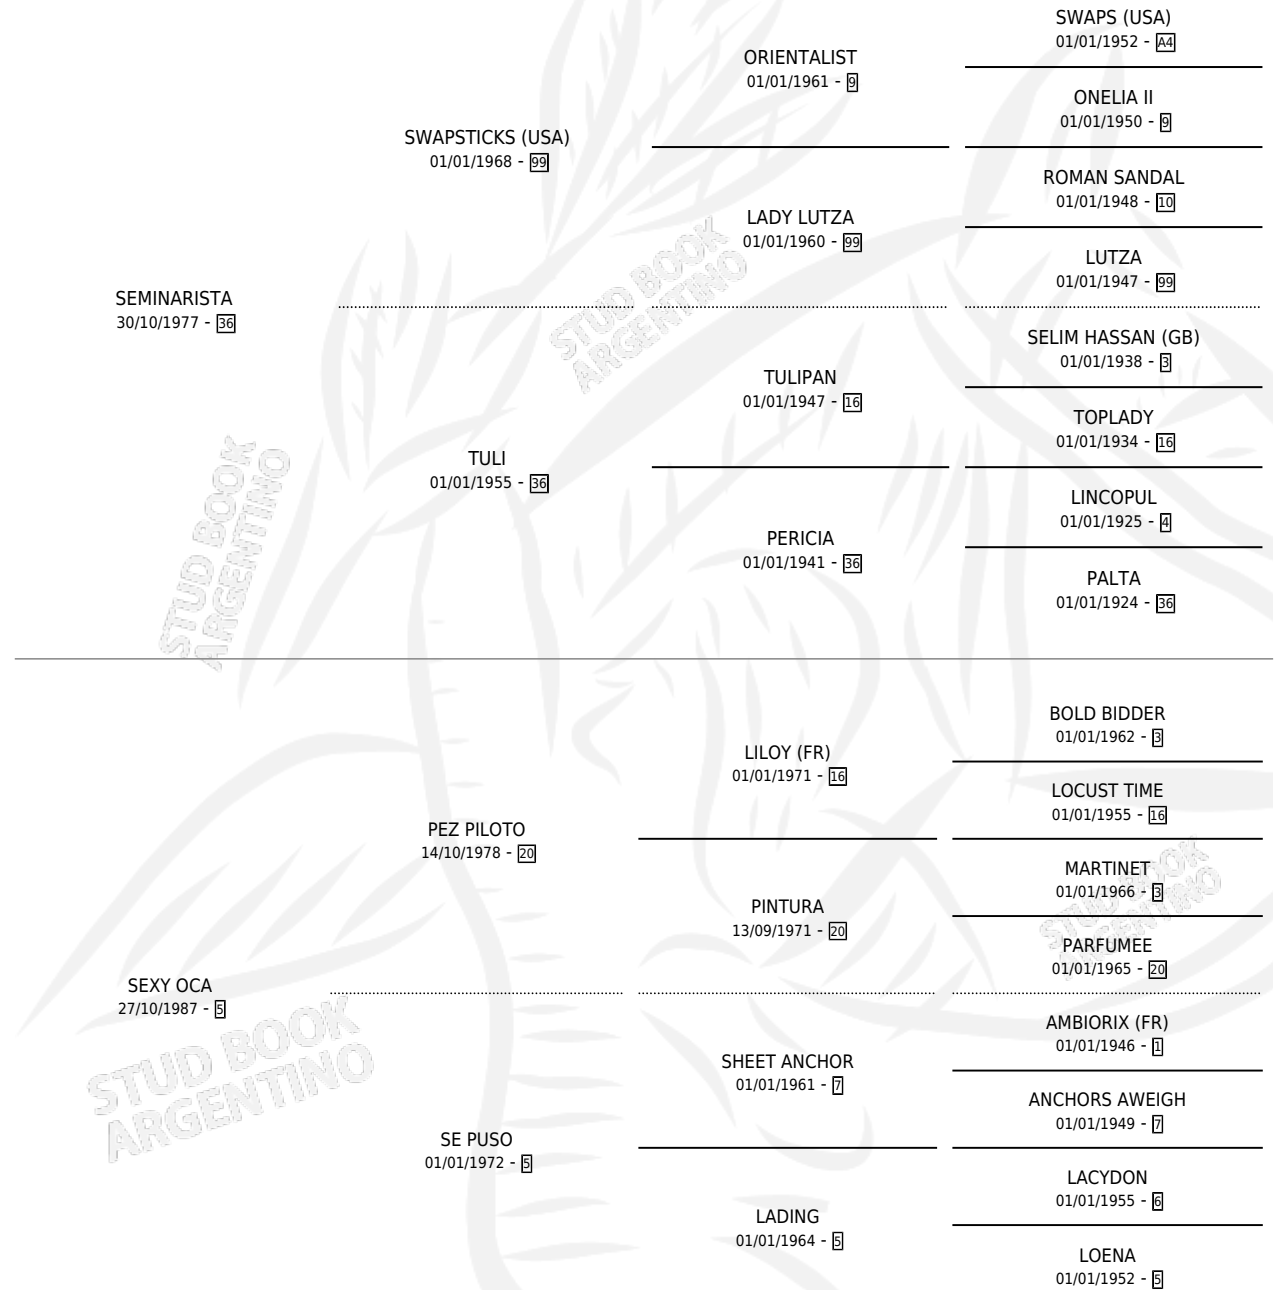 SWAPS (USA)
01/01/1952 - A4
ORIENTALIST
01/01/1961 - 9
ONELIA II
01/01/1950 - 9
SWAPSTICKS (USA)
01/01/1968 - 99
ROMAN SANDAL
01/01/1948 - 10
LADY LUTZA
01/01/1960 - 99
LUTZA
01/01/1947 - 99
SEMINARISTA
30/10/1977 - 36
STUD BOOK
ARGENTINO
SELIM HASSAN (GB)
01/01/1938 - 3
TULIPAN
01/01/1947 - 16
TOPLADY
01/01/1934 - 16
TULI
01/01/1955 - 36
LINCOPUL
01/01/1925 - 4
PERICIA
01/01/1941 - 36
PALTA
01/01/1924 - 36
STUD BOOK
ARGENTINO
BOLD BIDDER
01/01/1962 - 3
LILOY (FR)
01/01/1971 - 16
LOCUST TIME
01/01/1955 - 16
PEZ PILOTO
14/10/1978 - 20
MARTINET
01/01/1966 - 3
PINTURA
13/09/1971 - 20
PARFUMEE
01/01/1965 - 20
STUD BOOK
ARGENTINO
SEXY OCA
27/10/1987 - 5
STUD BOOK
ARGENTINO
AMBIORIX (FR)
01/01/1946 - 1
SHEET ANCHOR
01/01/1961 - 7
ANCHORS AWEIGH
01/01/1949 - 7
SE PUSO
01/01/1972 - 5
LACYDON
01/01/1955 - 6
LADING
01/01/1964 - 5
LOENA
01/01/1952 - 5